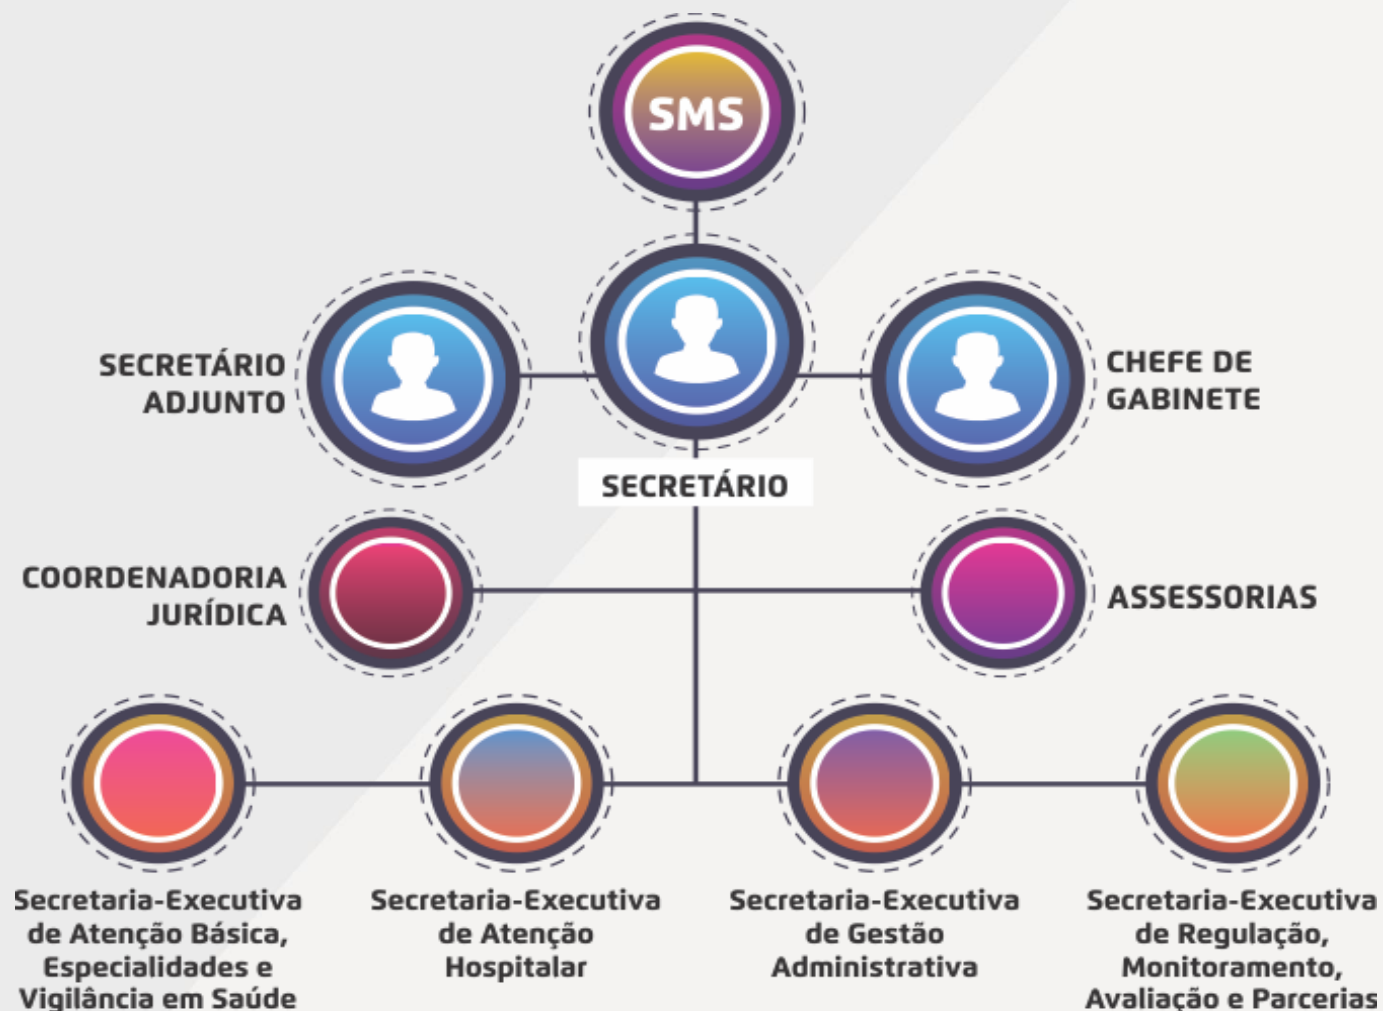 SMS
SECRETÁRIO
ADJUNTO
CHEFE DE
GABINETE
SECRETÁRIO
COORDENADORIA
JURÍDICA
ASSESSORIAS
Secretaria-Executiva
de Atenção Básica,
Especialidades e
Vigilância em Saúde
Secretaria-Executiva
de Atenção
Hospitalar
Secretaria-Executiva
de Gestão
Administrativa
Secretaria-Executiva
de Regulação,
Monitoramento,
Avaliação e Parcerias